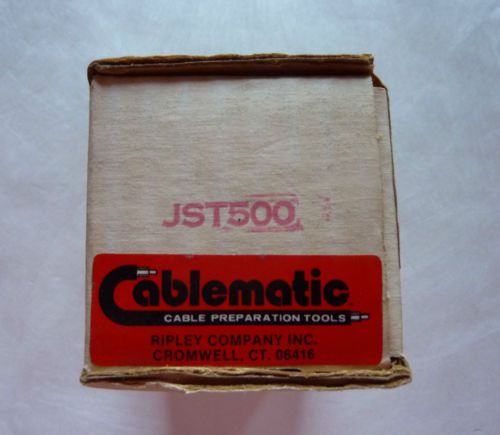 JST500
Cablematic
CABLE PREPARATION TOOLS
RIPLEY COMPANY INC.
CROMWELL, CT. 06416